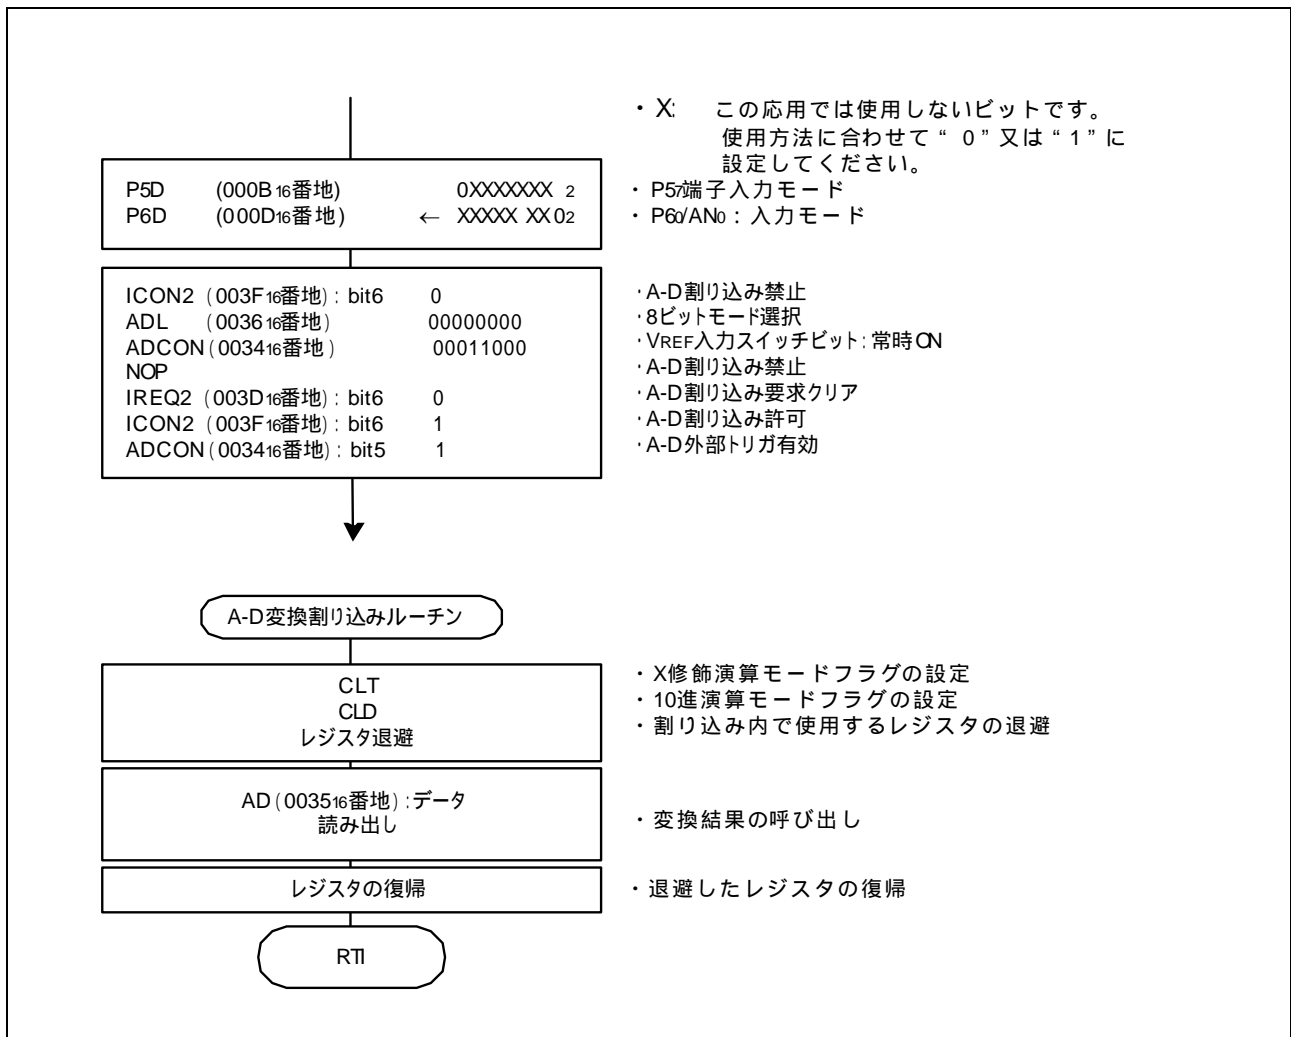 ・ X: この応用では使用しないビットです。
使用方法に合わせて“ 0 ”又は“ 1 ”に
設定してください。
P5D (000B16番地) 0XXXXXXX 2
・ P57端子入力モード
P6D (000D16番地) ← XXXXX XX02
・ P60/AN0 : 入力モード
ICON2 (003F16番地) : bit6 0
・A-D割り込み禁止
ADL (003616番地) 00000000
・8ビットモード選択
ADCON (003416番地) 00011000
・VREF入力スイッチビット:常時ON
NOP
・A-D割り込み禁止
IREQ2 (003D16番地) : bit6 0
・A-D割り込み要求クリア
ICON2 (003F16番地) : bit6 1
・A-D割り込み許可
ADCON (003416番地) : bit5 1
・A-D外部トリガ有効
A-D変換割り込みルーチン
CLT
・ X修飾演算モードフラグの設定
CLD
・ 10進演算モードフラグの設定
レジスタ退避
・ 割り込み内で使用するレジスタの退避
AD (003516番地) :データ
読み出し
・ 変換結果の呼び出し
レジスタの復帰
・ 退避したレジスタの復帰
RTI